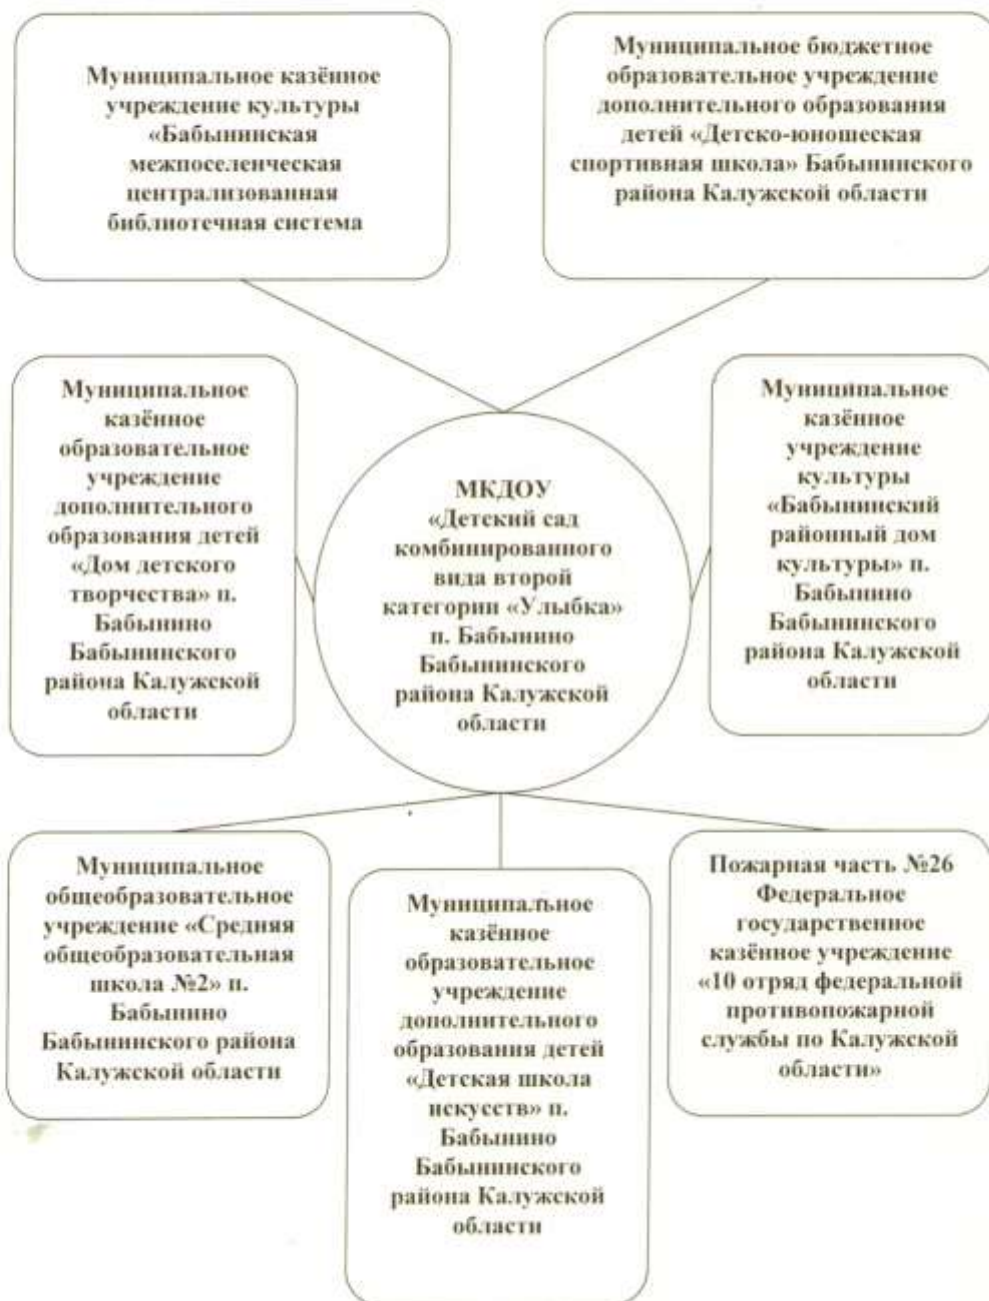 Муниципальное казённое
учреждение культуры
«Бабынинская
межпоселенческая
централизованная
библиотечная система
Муниципальное бюджетное
образовательное учреждение
дополнительного образования
детей «Детско-юношеская
спортивная школа» Бабынинского
района Калужской области
Муниципальное
казённое
образовательное
учреждение
дополнительного
образования детей
«Дом детского
творчества» п.
Бабынино
Бабынинского
района Калужской
области
МКДОУ
«Детский сад
комбинированного
вида второй
категории «Улыбка»
п. Бабынино
Бабынинского
района Калужской
области
Муниципальное
казённое
учреждение
культуры
«Бабынинский
районный дом
культуры» п.
Бабынино
Бабынинского
района Калужской
области
Муниципальное
общеобразовательное
учреждение «Средняя
общеобразовательная
школа №2» п.
Бабынино
Бабынинского района
Калужской области
Муниципальное
казённое
образовательное
учреждение
дополнительного
образования детей
«Детская школа
искусств» п.
Бабынино
Бабынинского
района Калужской
области
Пожарная часть №26
Федеральное
государственное
казённое учреждение
«10 отряд федеральной
противопожарной
службы по Калужской
области»